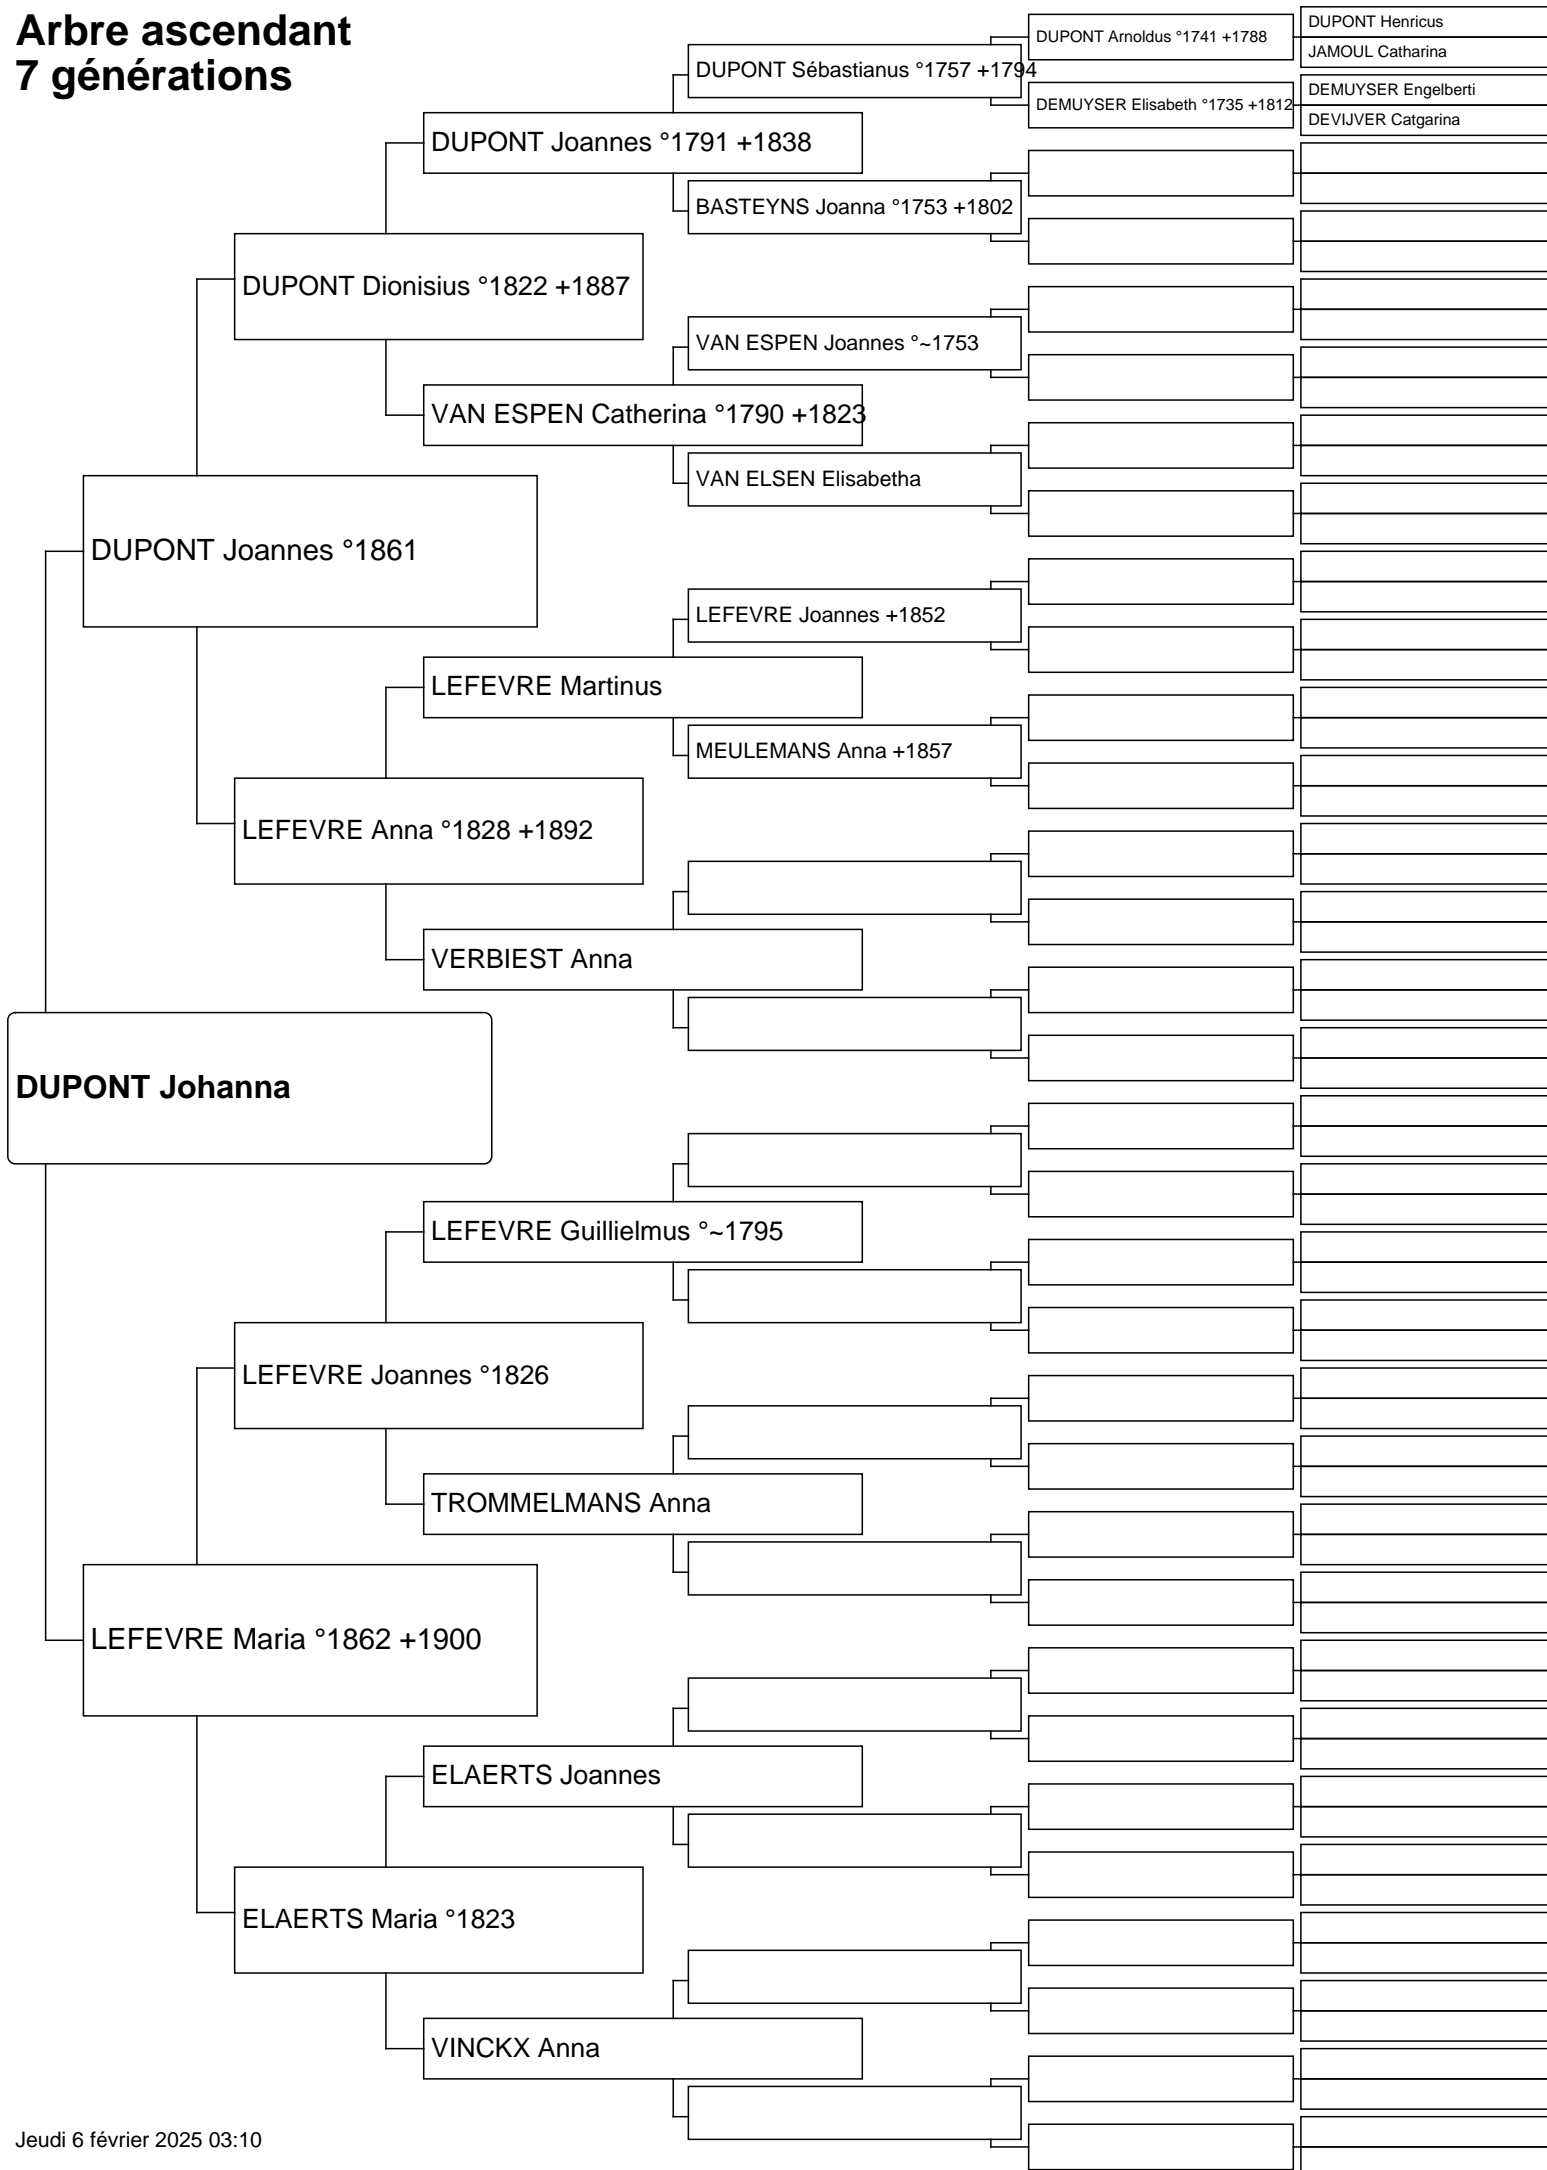 Arbre ascendant
7 générations
DUPONT Henricus
DUPONT Arnoldus °1741 +1788
JAMOUL Catharina
DUPONT Sébastianus °1757 +1794
DEMUYSER Engelberti
DEMUYSER Elisabeth °1735 +1812
DEVIJVER Catgarina
DUPONT Joannes °1791 +1838
BASTEYNS Joanna °1753 +1802
DUPONT Dionisius °1822 +1887
VAN ESPEN Joannes °~1753
VAN ESPEN Catherina °1790 +1823
VAN ELSEN Elisabetha
DUPONT Joannes °1861
LEFEVRE Joannes +1852
LEFEVRE Martinus
MEULEMANS Anna +1857
LEFEVRE Anna °1828 +1892
VERBIEST Anna
DUPONT Johanna
LEFEVRE Guillielmus °~1795
LEFEVRE Joannes °1826
TROMMELMANS Anna
LEFEVRE Maria °1862 +1900
ELAERTS Joannes
ELAERTS Maria °1823
VINCKX Anna
Jeudi 6 février 2025 03:10